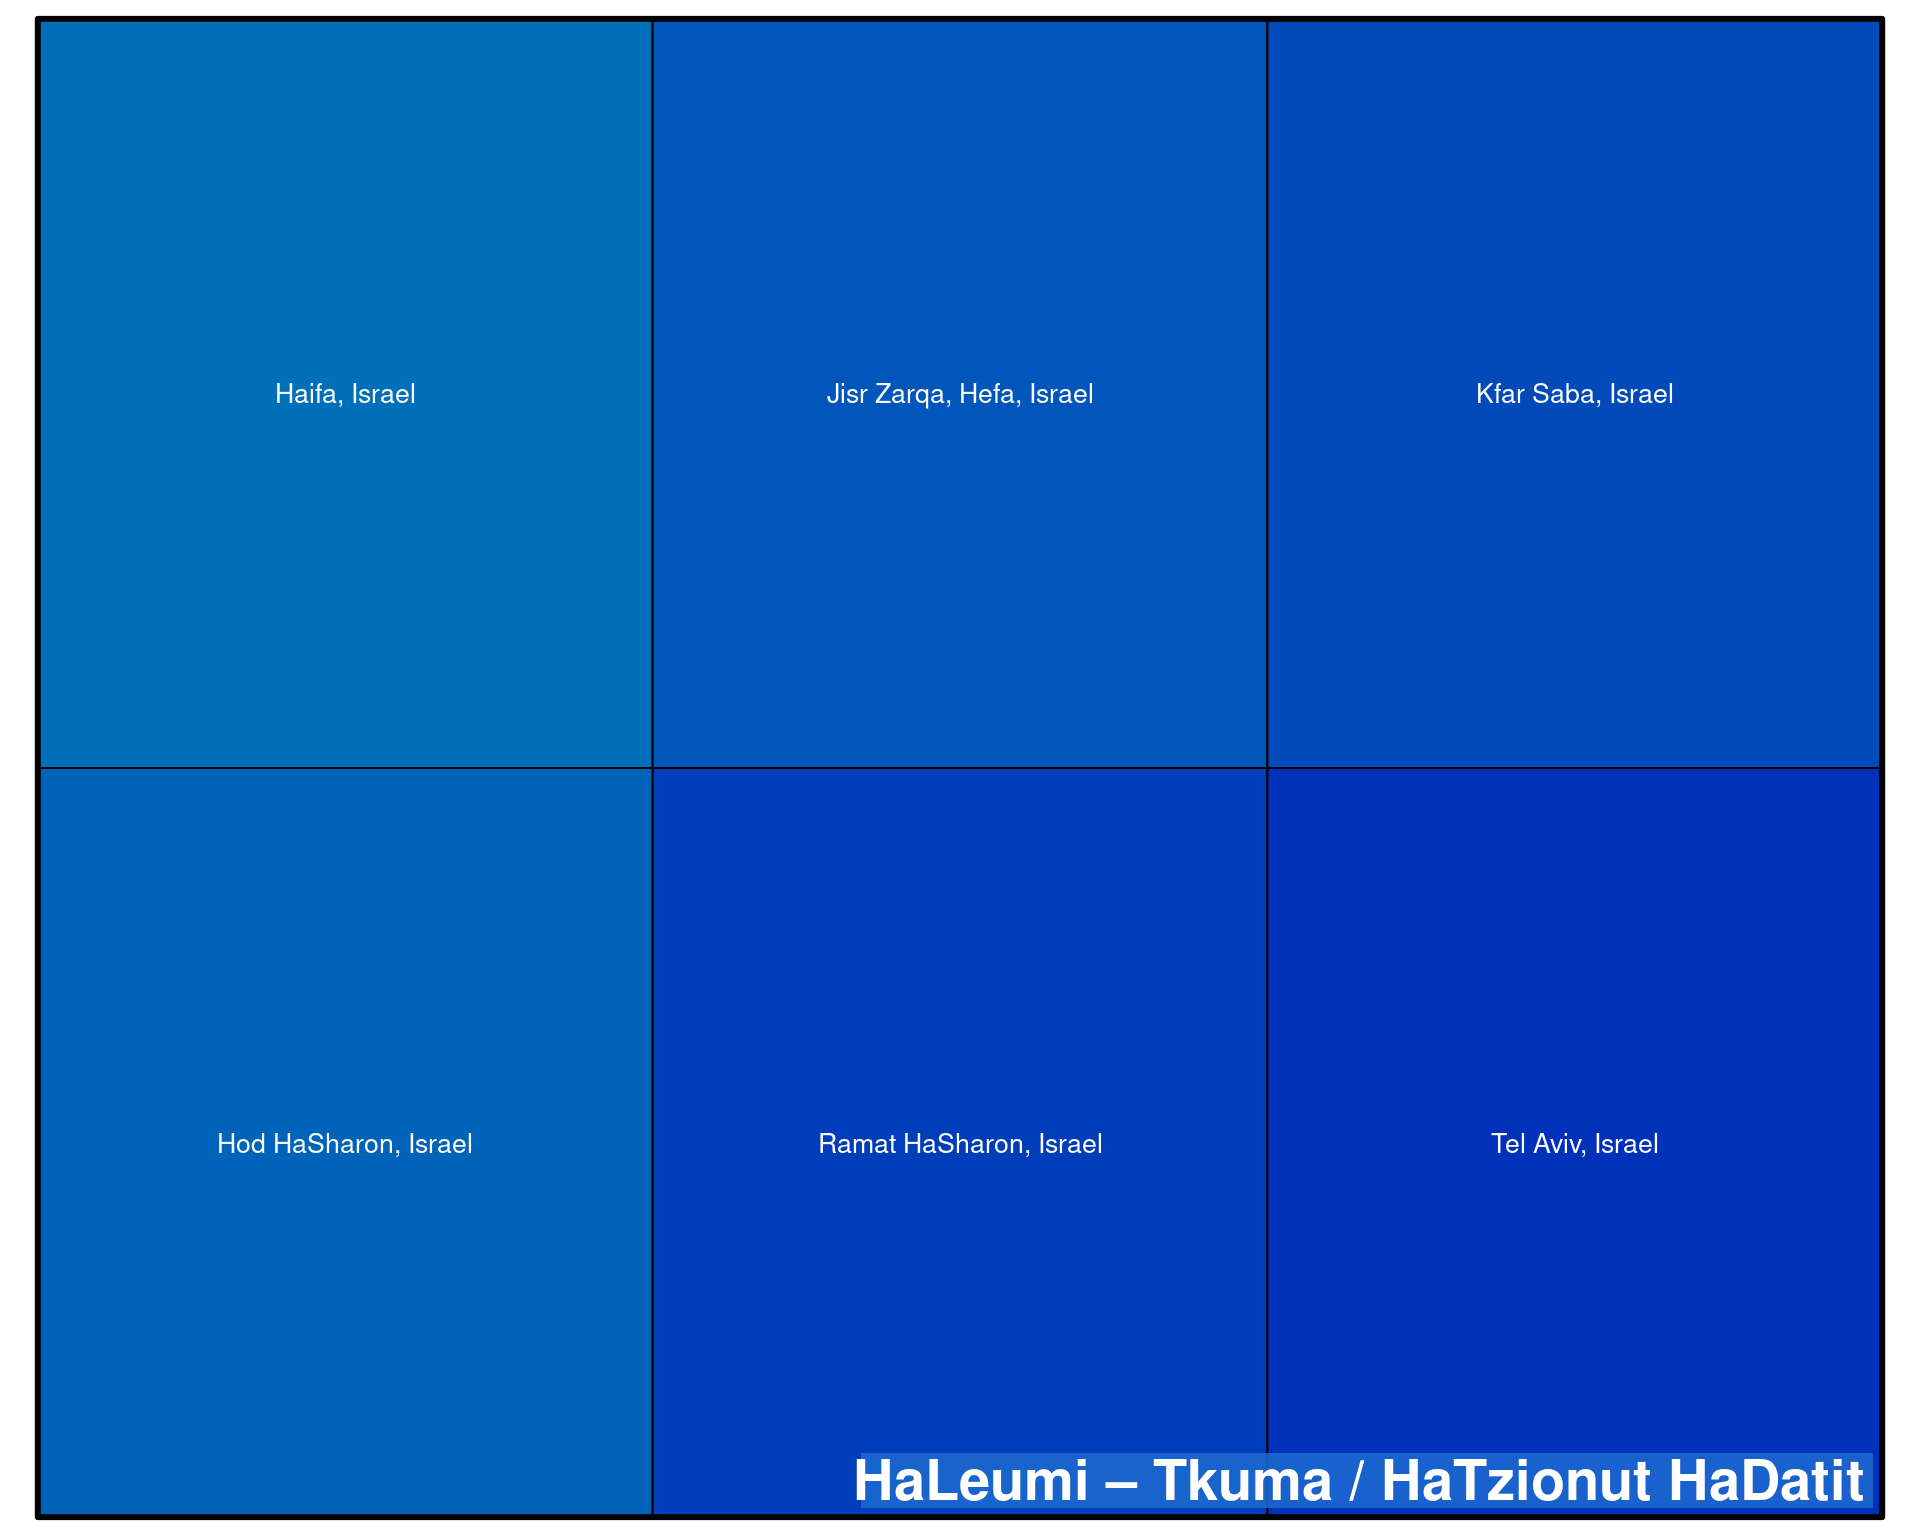 Haifa, Israel
Jisr Zarqa, Hefa, Israel
Kfar Saba, Israel
Hod HaSharon, Israel
Ramat HaSharon, Israel
Tel Aviv, Israel
HaLeumi – Tkuma / HaTzionut HaDatit